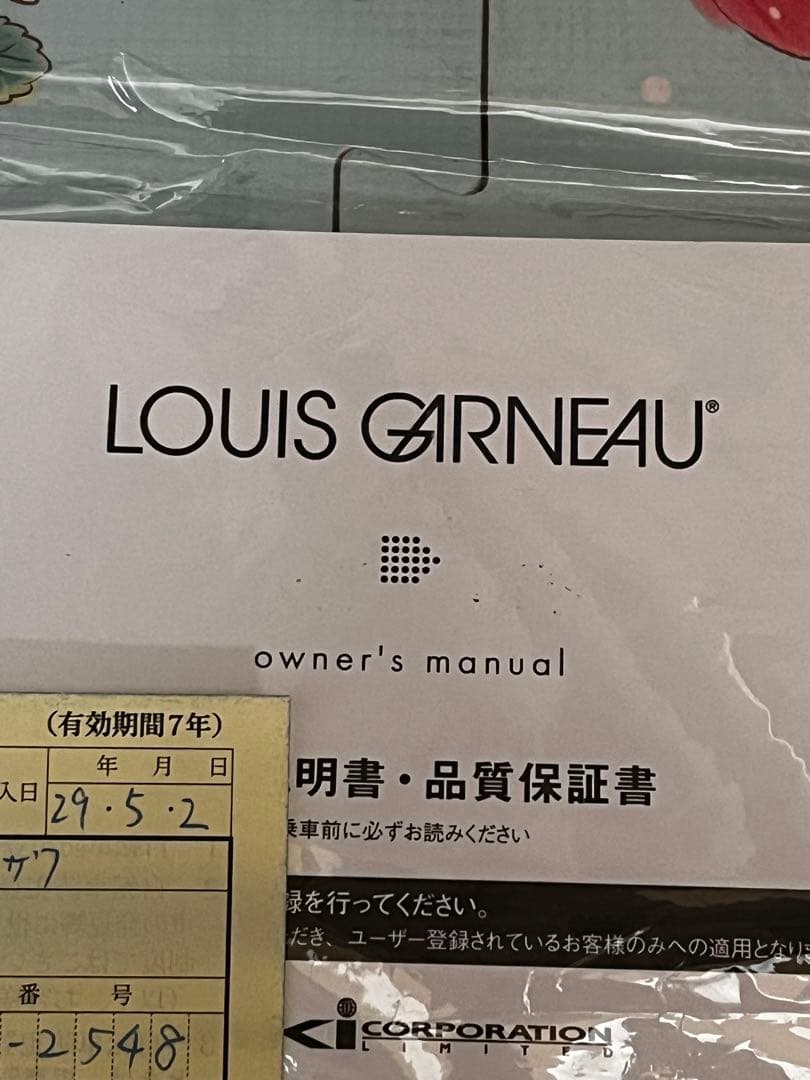 LOUIS GARNEAU®
owner's manual
明書・品質保証書
乗車前に必ずお読みください
録を行ってください。
だき、ユーザー登録されているお客様のみへの適用となりま
CORPORATION
LIMITED
(有効期間7年)
年 月 日
入日 29.5.2
ザワ
番 号
-2548